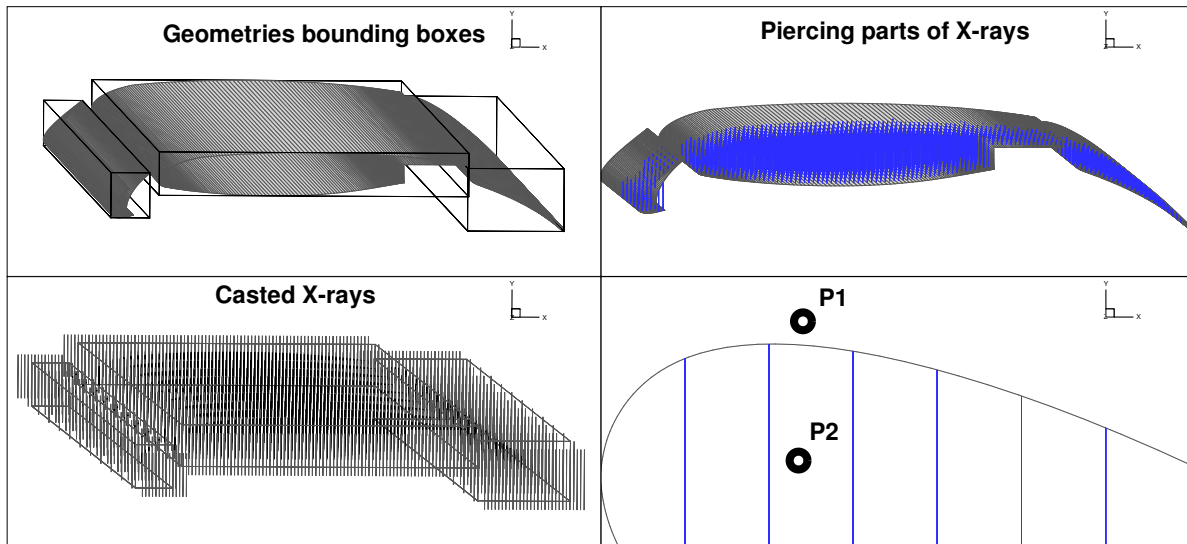 Geometries bounding boxes
Y
Z
X
Piercing parts of X-rays
Y
Z
X
Casted X-rays
Y
Z
X
P1
Y
Z
X
P2